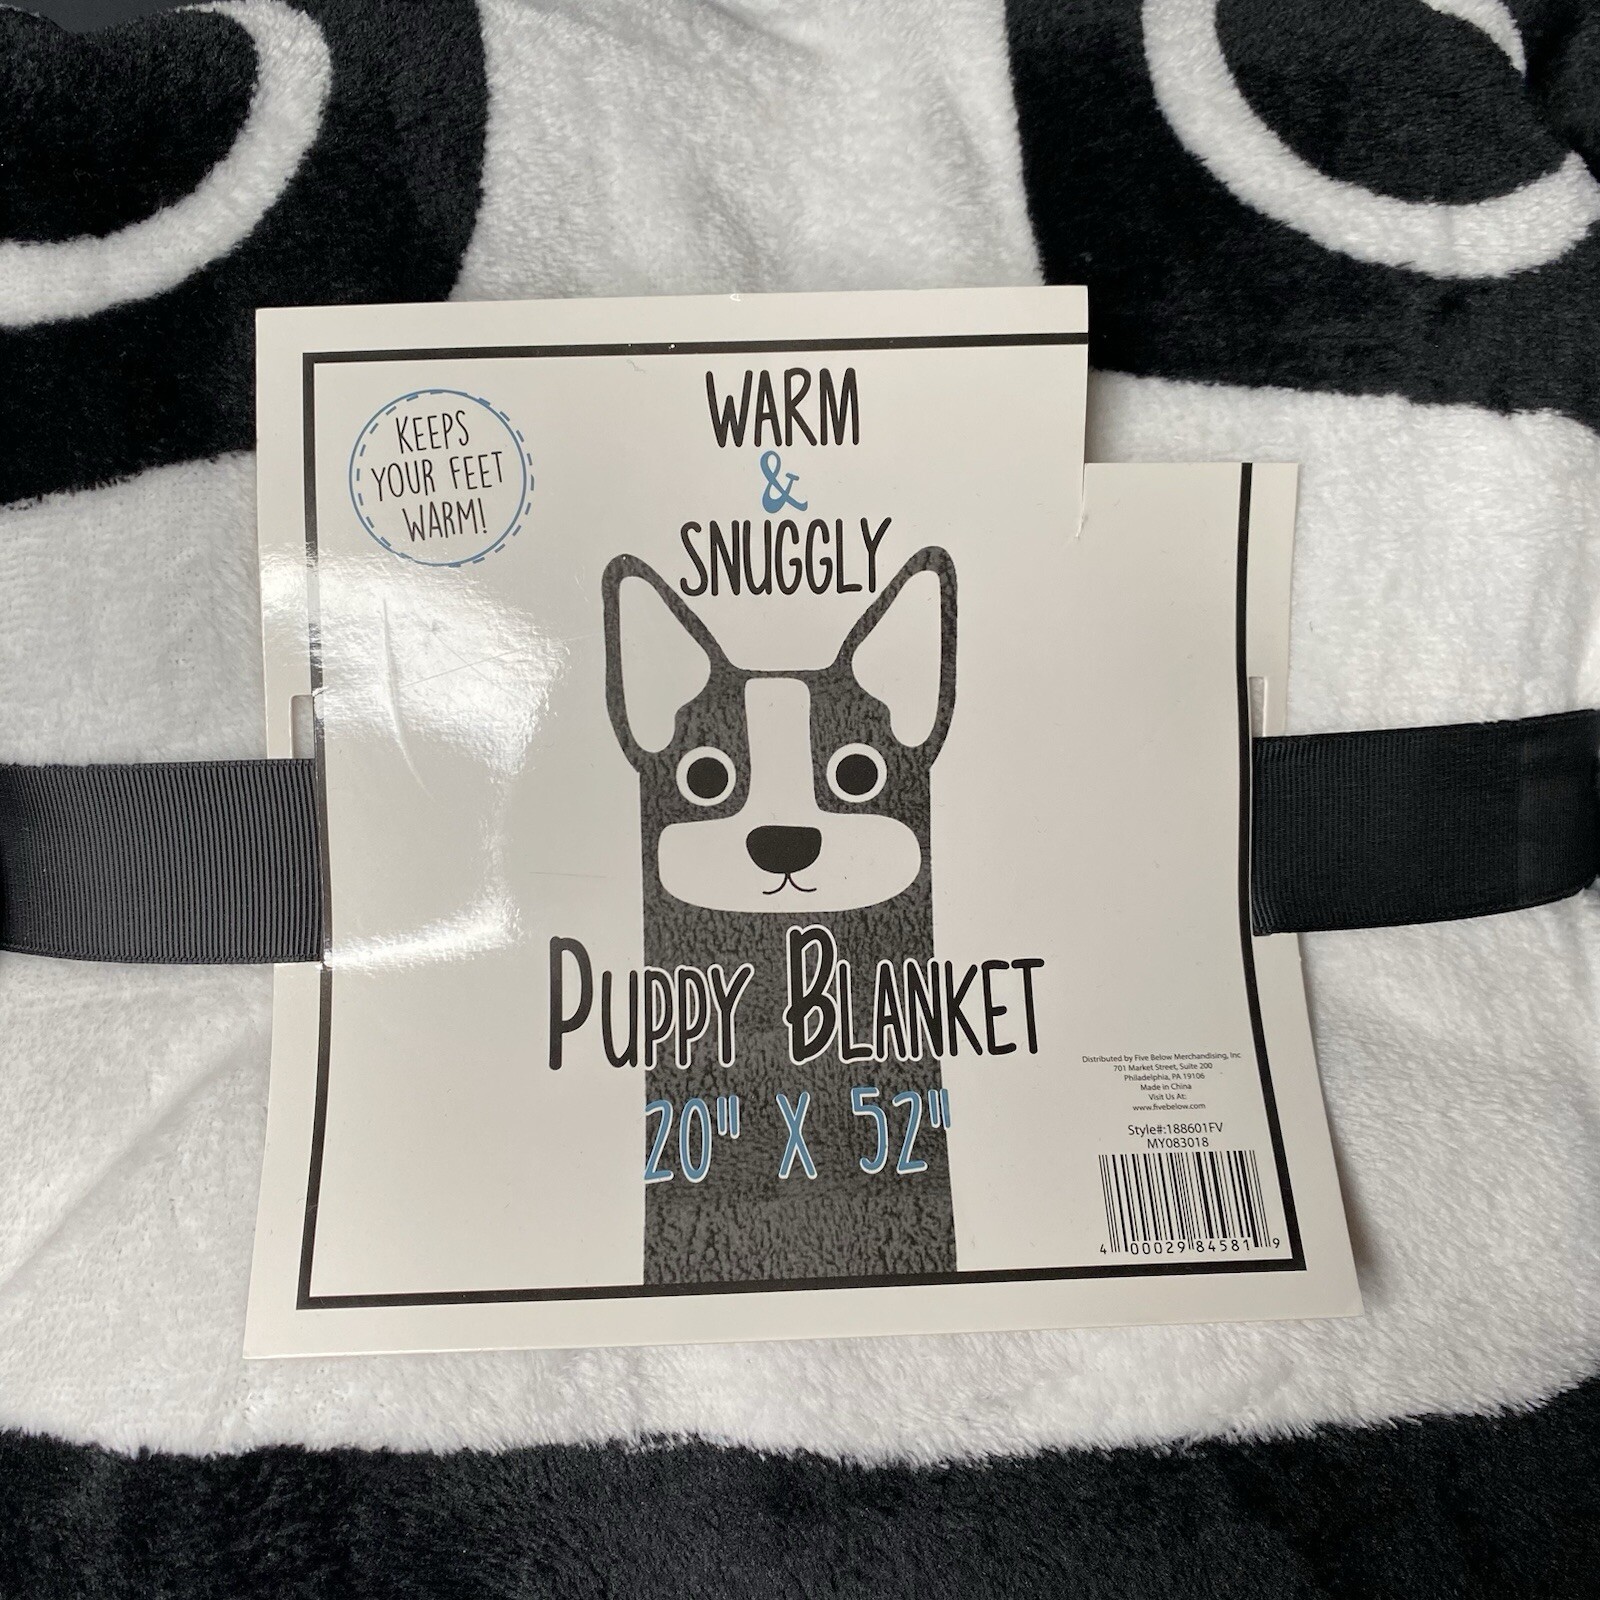 KEEPS
YOUR FEET
WARM!
WARM
&
SNUGGLY
PUPPY BLANKET
20" X 52"
Distributed by Five Below Merchandising, Inc
701 Market Street, Suite 200
Philadelphia, PA 19106
Made in China
Visit Us At:
www.fivebelow.com
Style#:188601FV
MY083018
4 00029 84581 9